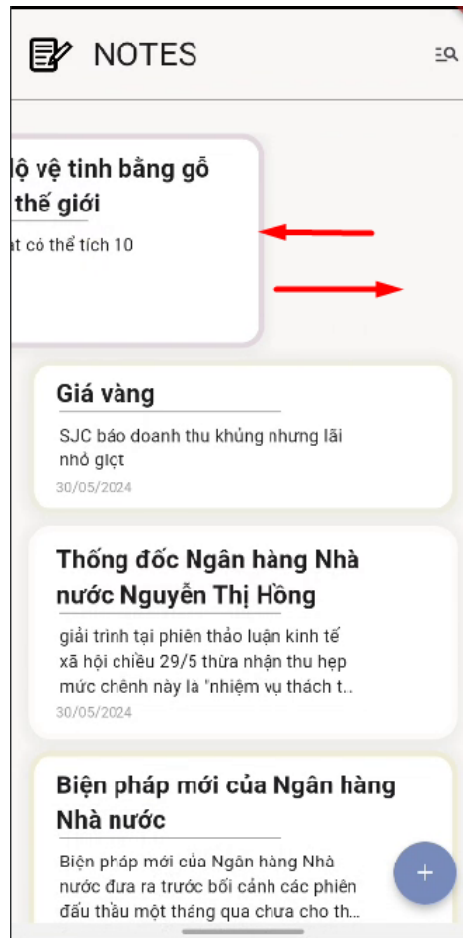 NOTES
lộ vệ tinh bằng gỗ
thế giới
ạt có thể tích 10
Giá vàng
SJC báo doanh thu khủng nhưng lãi
nhỏ giọt
30/05/2024
Thống đốc Ngân hàng Nhà
nước Nguyễn Thị Hồng
giải trình tại phiên thảo luận kinh tế
xã hội chiều 29/5 thừa nhận thu hẹp
mức chênh này là "nhiệm vụ thách t..
30/05/2024
Biện pháp mới của Ngân hàng
Nhà nước
Biện pháp mới của Ngân hàng Nhà
nước đưa ra trước bối cảnh các phiên
đấu thầu một tháng qua chưa cho th...